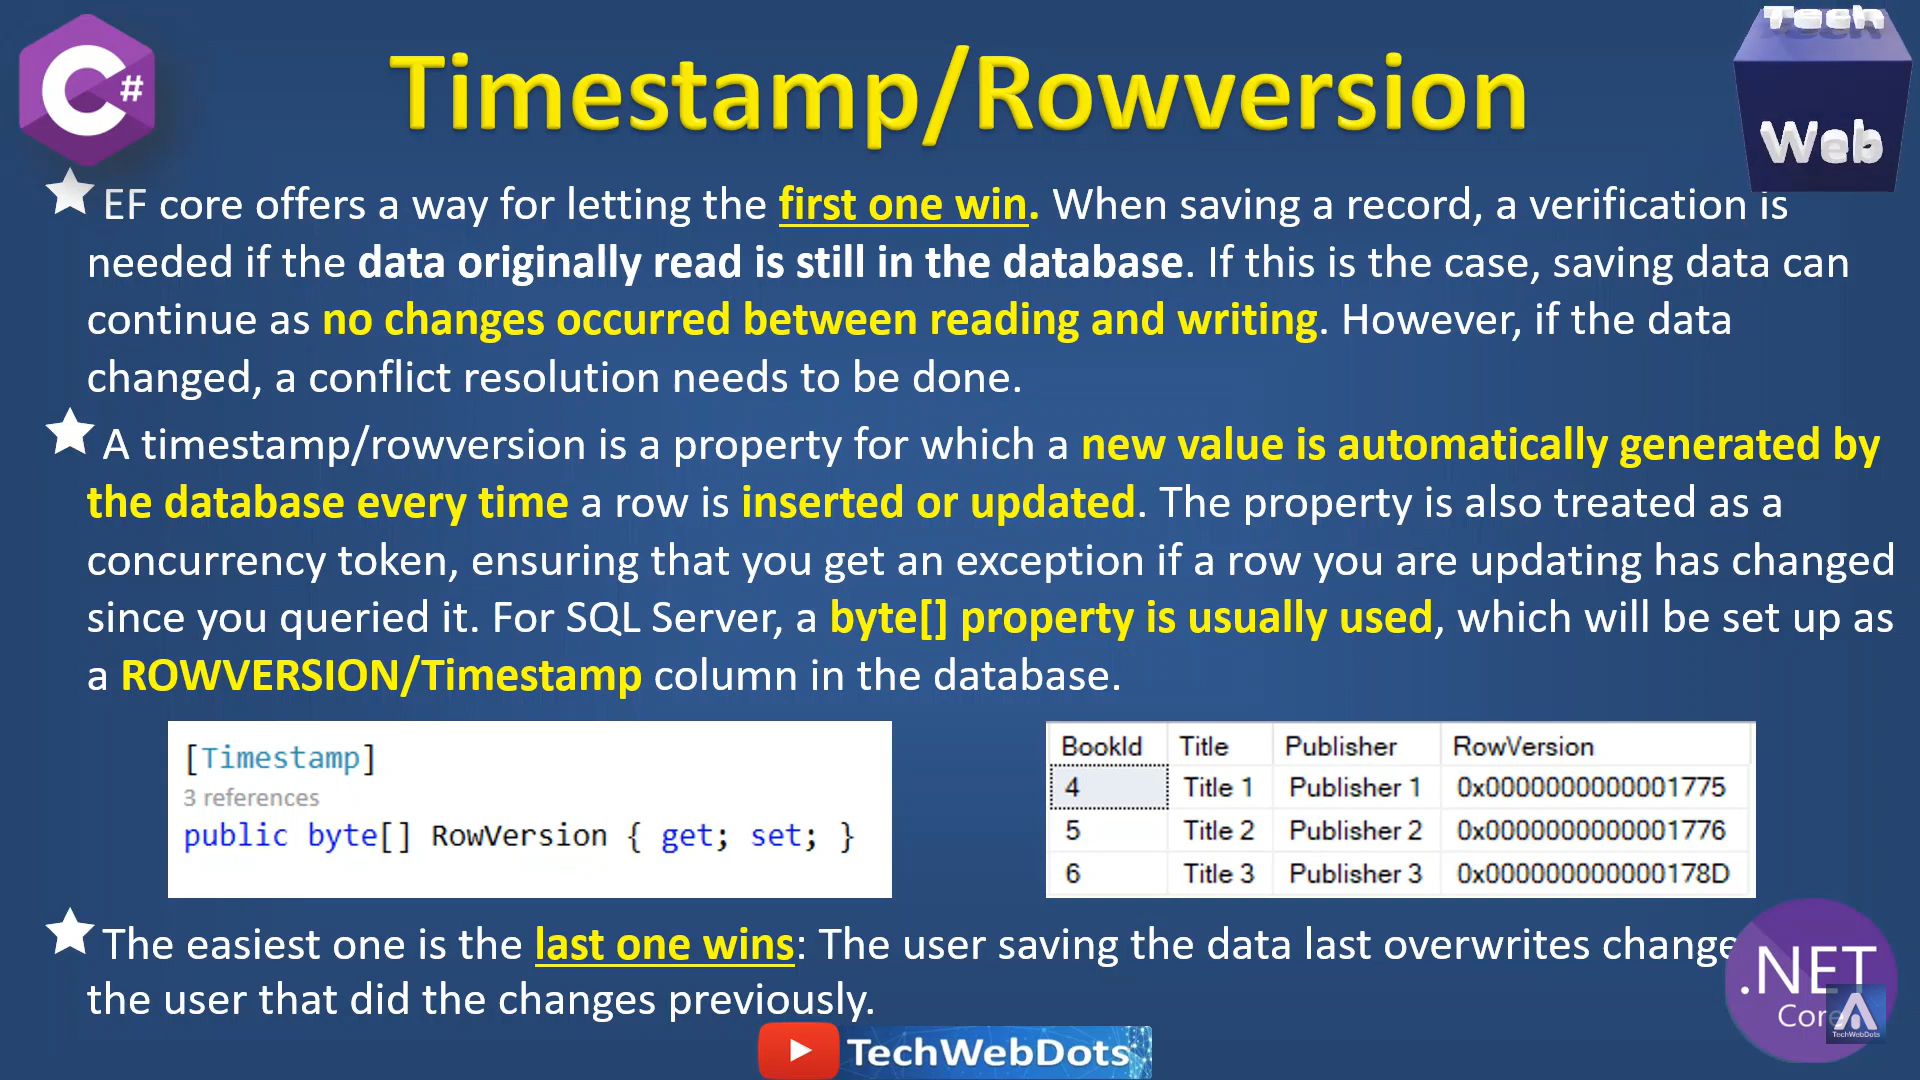 C#
Tech
Web
Timestamp/Rowversion
EF core offers a way for letting the first one win. When saving a record, a verification is
needed if the data originally read is still in the database. If this is the case, saving data can
continue as no changes occurred between reading and writing. However, if the data
changed, a conflict resolution needs to be done.
A timestamp/rowversion is a property for which a new value is automatically generated by
the database every time a row is inserted or updated. The property is also treated as a
concurrency token, ensuring that you get an exception if a row you are updating has changed
since you queried it. For SQL Server, a byte[] property is usually used, which will be set up as
a ROWVERSION/Timestamp column in the database.
[Timestamp]
3 references
public byte[] RowVersion { get; set; }
BookId Title Publisher RowVersion
4 Title 1 Publisher 1 0x0000000000001775
5 Title 2 Publisher 2 0x0000000000001776
6 Title 3 Publisher 3 0x000000000000178D
The easiest one is the last one wins: The user saving the data last overwrites change
the user that did the changes previously.
.NET
Core
TechWebDots
TechWebDots